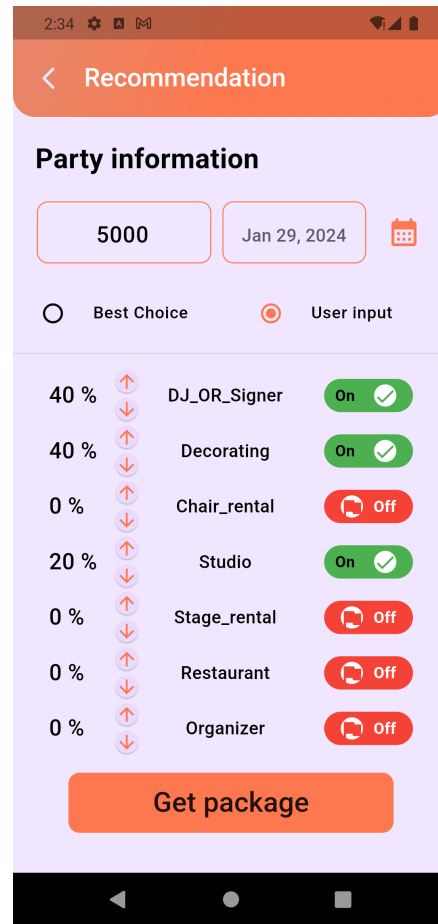 2:34
Recommendation
Party information
5000 Jan 29, 2024
Best Choice User input
40 % DJ_OR_Signer On
40 % Decorating On
0 % Chair_rental Off
20 % Studio On
0 % Stage_rental Off
0 % Restaurant Off
0 % Organizer Off
Get package